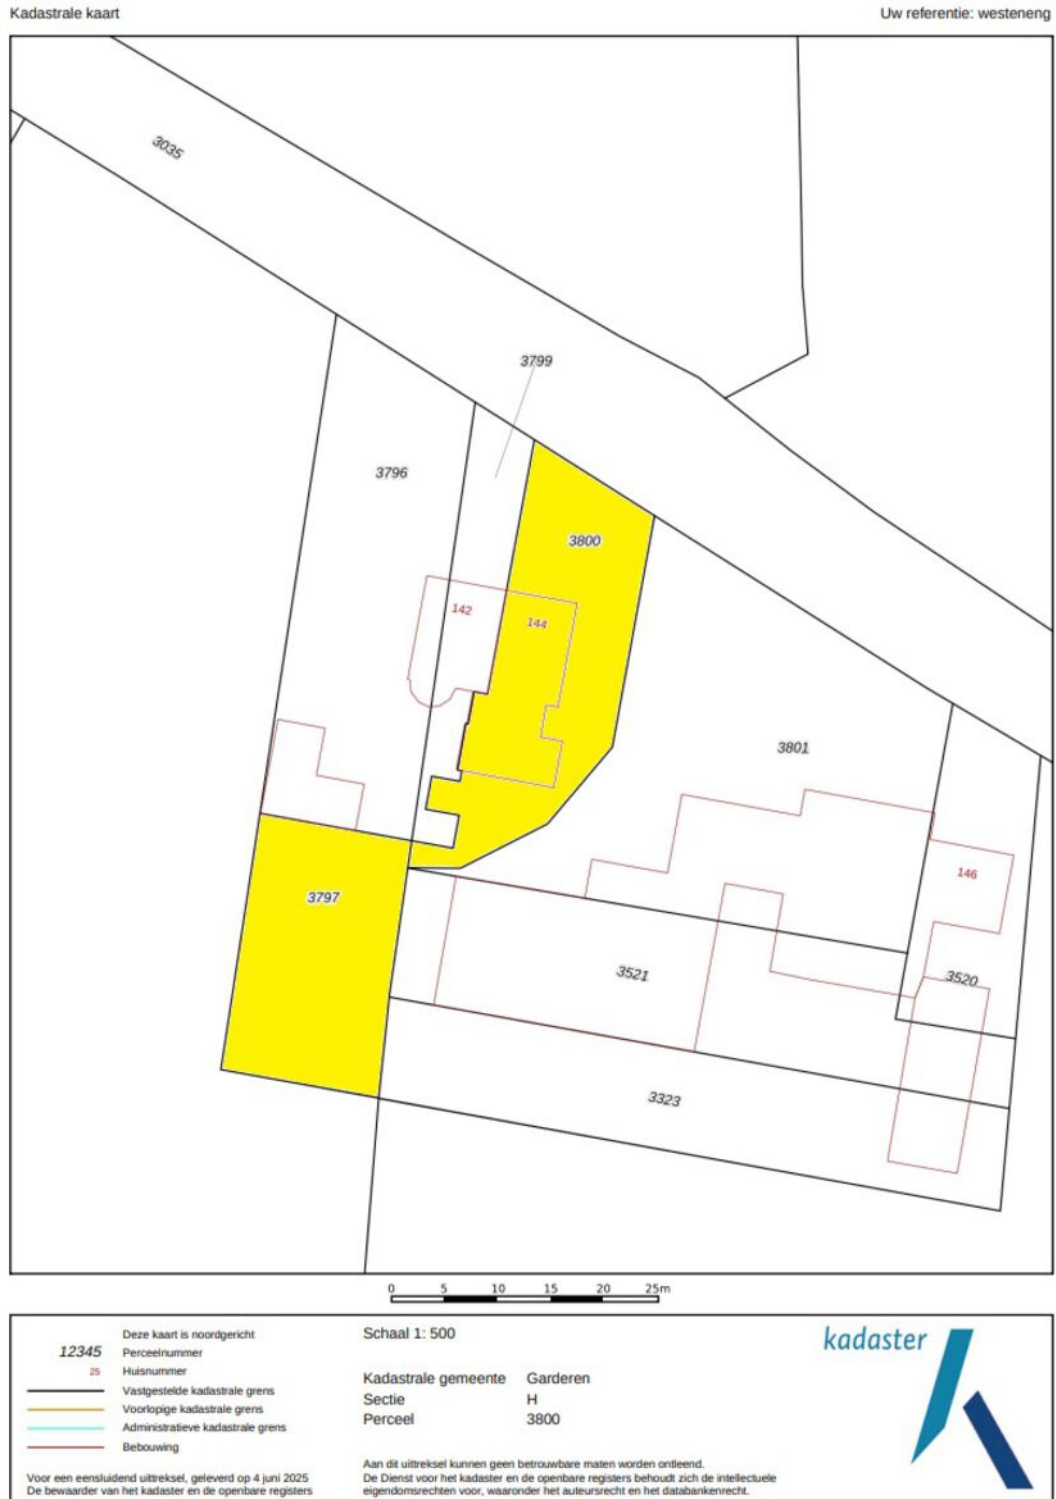 Kadastrale kaart
Uw referentie: westeneng
3035
3799
3796
3800
142
144
3801
146
3797
3521
3520
3323
0 5 10 15 20 25m
Deze kaart is noordgericht
12345 Perceelnummer
25 Huisnummer
Vastgestelde kadastrale grens
Voorlopige kadastrale grens
Administratieve kadastrale grens
Bebouwing
Voor een eensluidend uittreksel, geleverd op 4 juni 2025
De bewaarder van het kadaster en de openbare registers
Schaal 1: 500
Kadastrale gemeente Garderen
Sectie H
Perceel 3800
Aan dit uittreksel kunnen geen betrouwbare maten worden ontleend.
De Dienst voor het kadaster en de openbare registers behoudt zich de intellectuele
eigendomsrechten voor, waaronder het auteursrecht en het databankenrecht.
kadaster